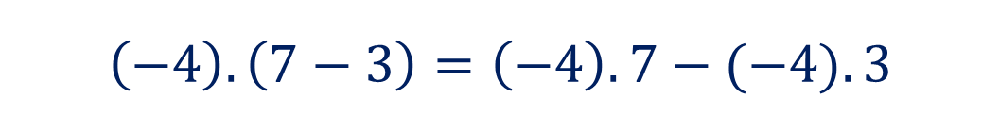 (−4).(7 − 3) = (−4).7 − (−4).3